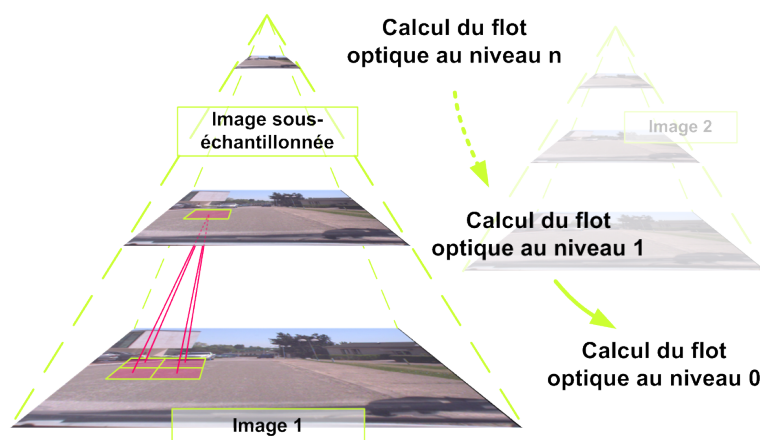 Calcul du flot
optique au niveau n
Image sous-
échantillonnée
Image 2
Calcul du flot
optique au niveau 1
Calcul du flot
optique au niveau 0
Image 1